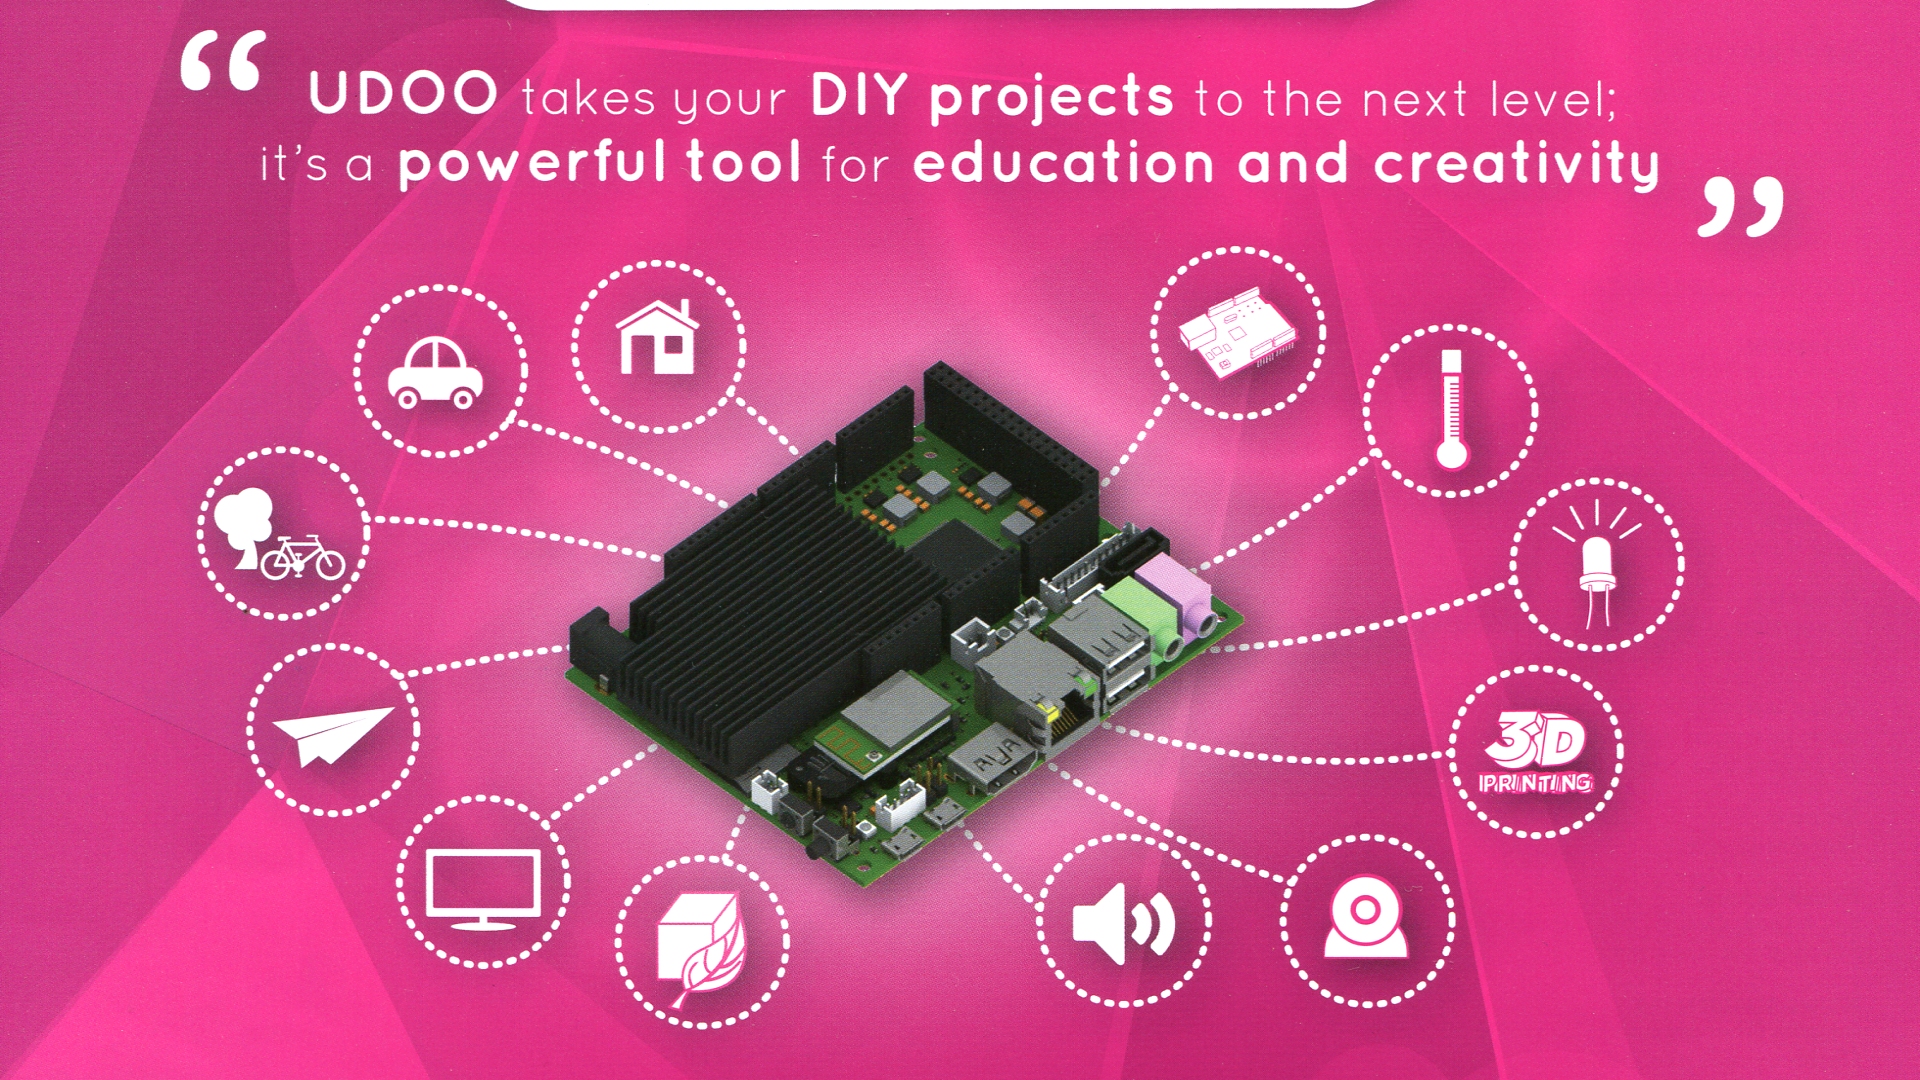 “ UDOO takes your DIY projects to the next level;
it’s a powerful tool for education and creativity ”
3D
PRINTING